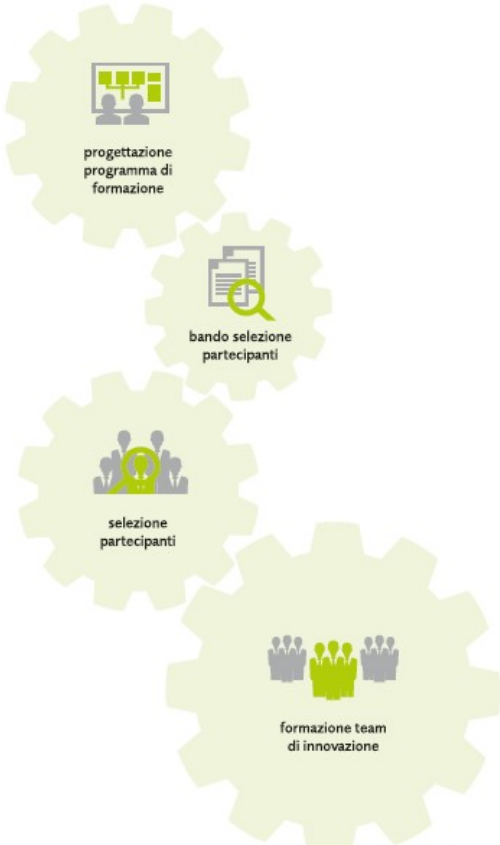 progettazione
programma di
formazione
bando selezione
partecipanti
selezione
partecipanti
formazione team
di innovazione